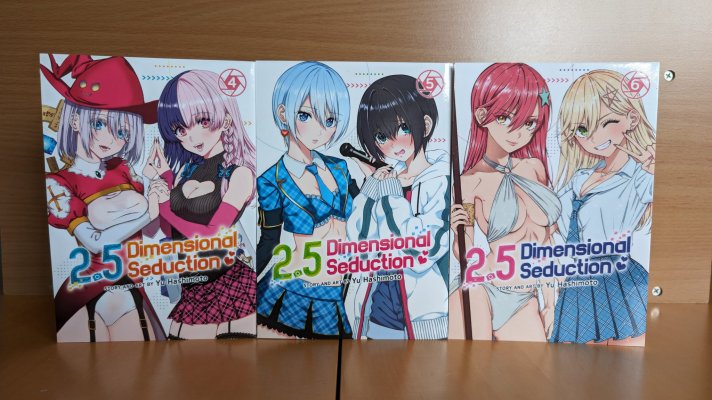 4
2.5 Dimensional
Seduction
STORY AND ART BY Yu Hashimoto
5
2.5 Dimensional
Seduction
STORY AND ART BY Yu Hashimoto
6
2.5 Dimensional
Seduction
STORY AND ART BY Yu Hashimoto